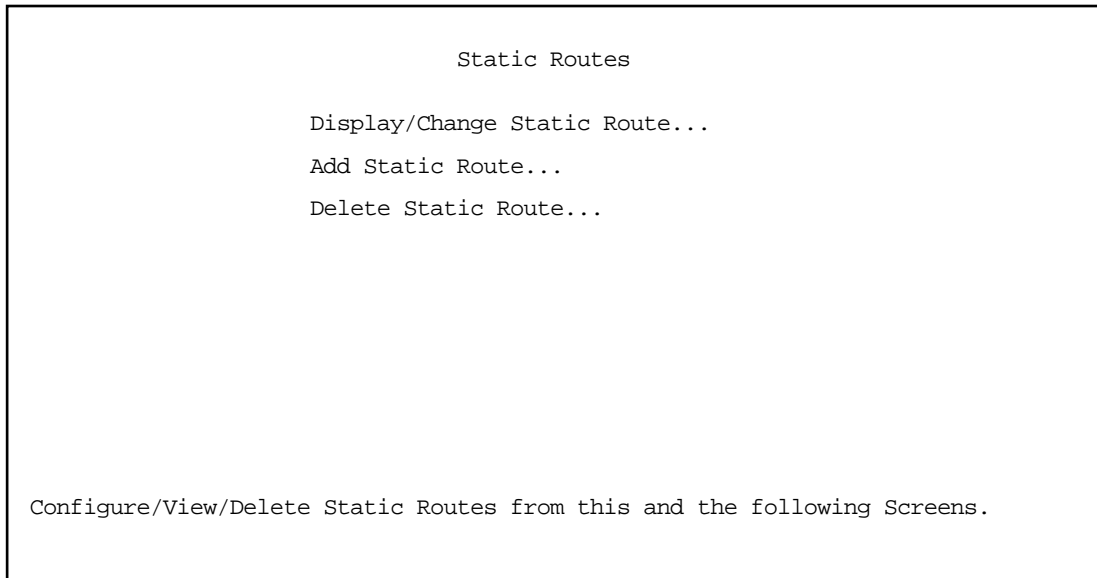 Static Routes
Display/Change Static Route...
Add Static Route...
Delete Static Route...
Configure/View/Delete Static Routes from this and the following Screens.